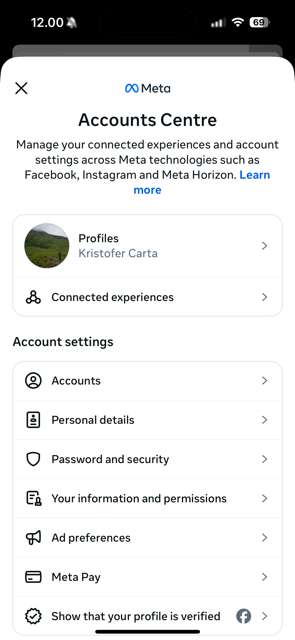 12.00
69
Meta
Accounts Centre
Manage your connected experiences and account
settings across Meta technologies such as
Facebook, Instagram and Meta Horizon. Learn
more
Profiles
Kristofer Carta
Connected experiences
Account settings
Accounts
Personal details
Password and security
Your information and permissions
Ad preferences
Meta Pay
Show that your profile is verified